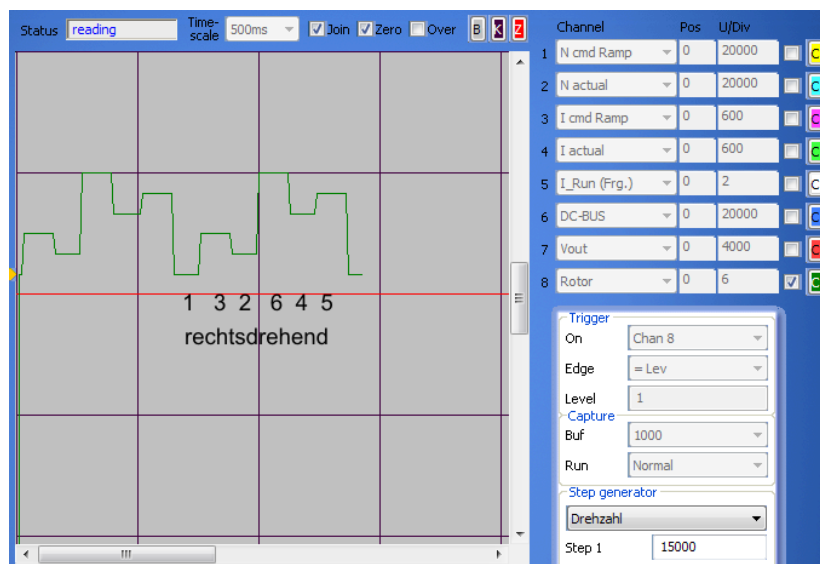 Status reading Time-scale 500ms Join Zero Over B K Z
Channel Pos U/Div
1 N cmd Ramp 0 20000 C
2 N actual 0 20000 C
3 I cmd Ramp 0 600 C
4 I actual 0 600 C
5 I_Run (Frg.) 0 2 C
6 DC-BUS 0 20000 C
7 Vout 0 4000 C
8 Rotor 0 6 C
1 3 2 6 4 5
rechtsdrehend
Trigger
On Chan 8
Edge = Lev
Level 1
Capture
Buf 1000
Run Normal
Step generator
Drehzahl
Step 1 15000